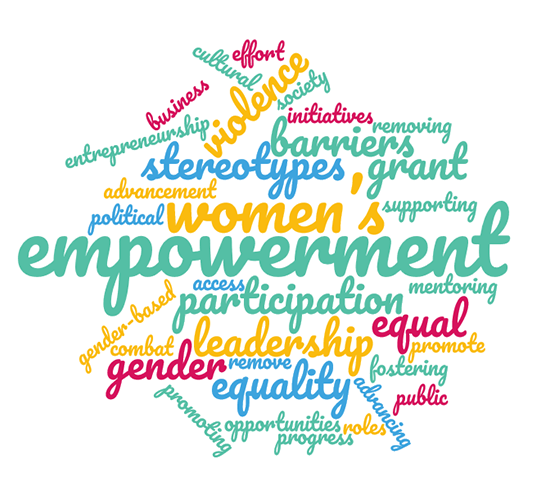 effort
cultural
violence
society
business
initiatives
entrepreneurship
barriers
removing
stereotypes
grant
advancement
women's
supporting
political
empowerment
access
mentoring
participation
gender-based
equal
leadership
promote
combat
gender
remove
fostering
equality
public
advancing
promoting
opportunities
roles
progress